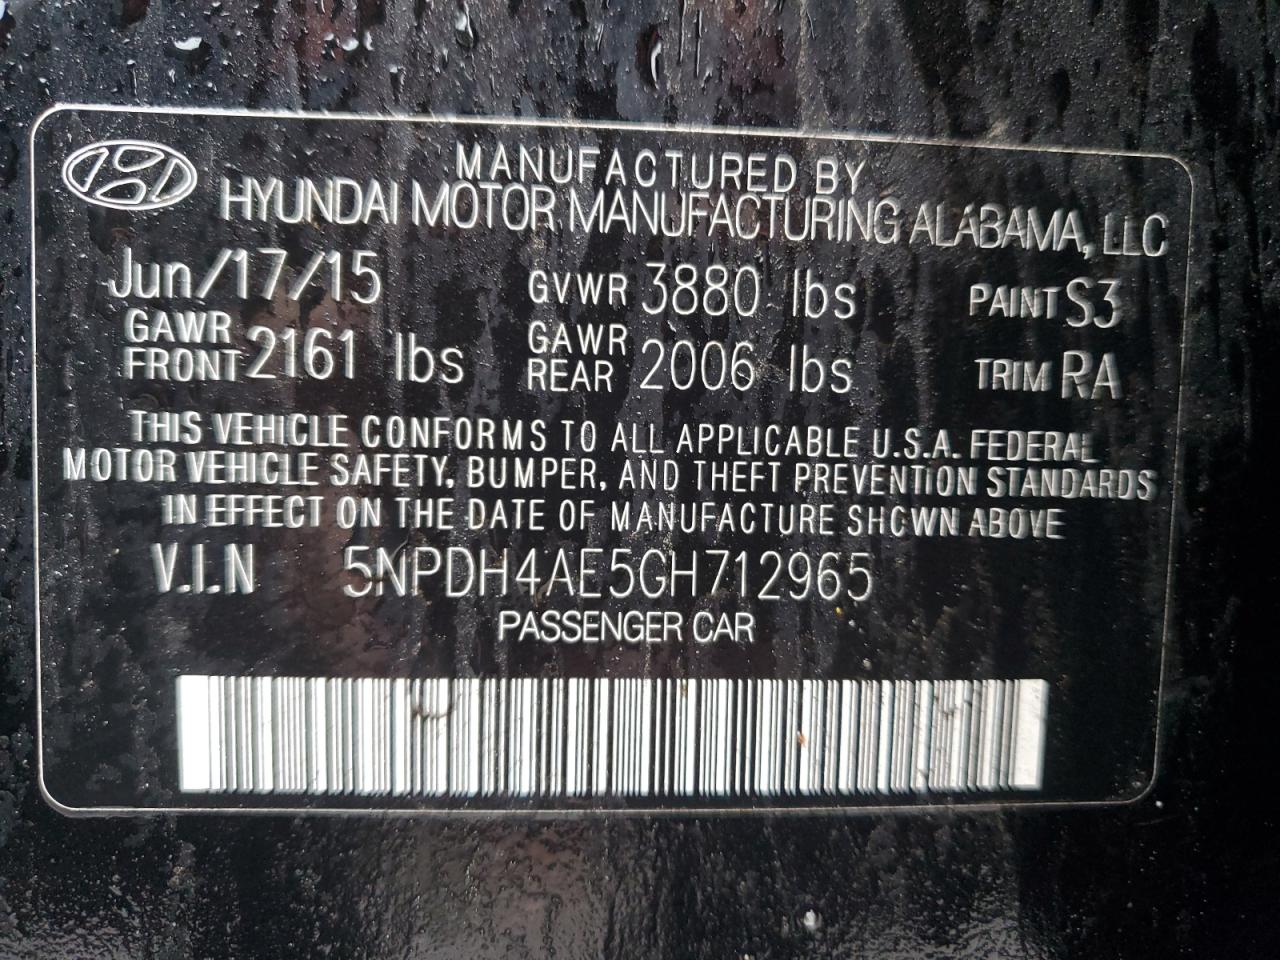 MANUFACTURED BY
HYUNDAI MOTOR MANUFACTURING ALABAMA, LLC
Jun/17/15 GVWR 3880 lbs PAINT S3
GAWR FRONT 2161 lbs GAWR REAR 2006 lbs TRIM RA
THIS VEHICLE CONFORMS TO ALL APPLICABLE U.S.A. FEDERAL
MOTOR VEHICLE SAFETY, BUMPER, AND THEFT PREVENTION STANDARDS
IN EFFECT ON THE DATE OF MANUFACTURE SHOWN ABOVE
V.I.N 5NPDH4AE5GH712965
PASSENGER CAR